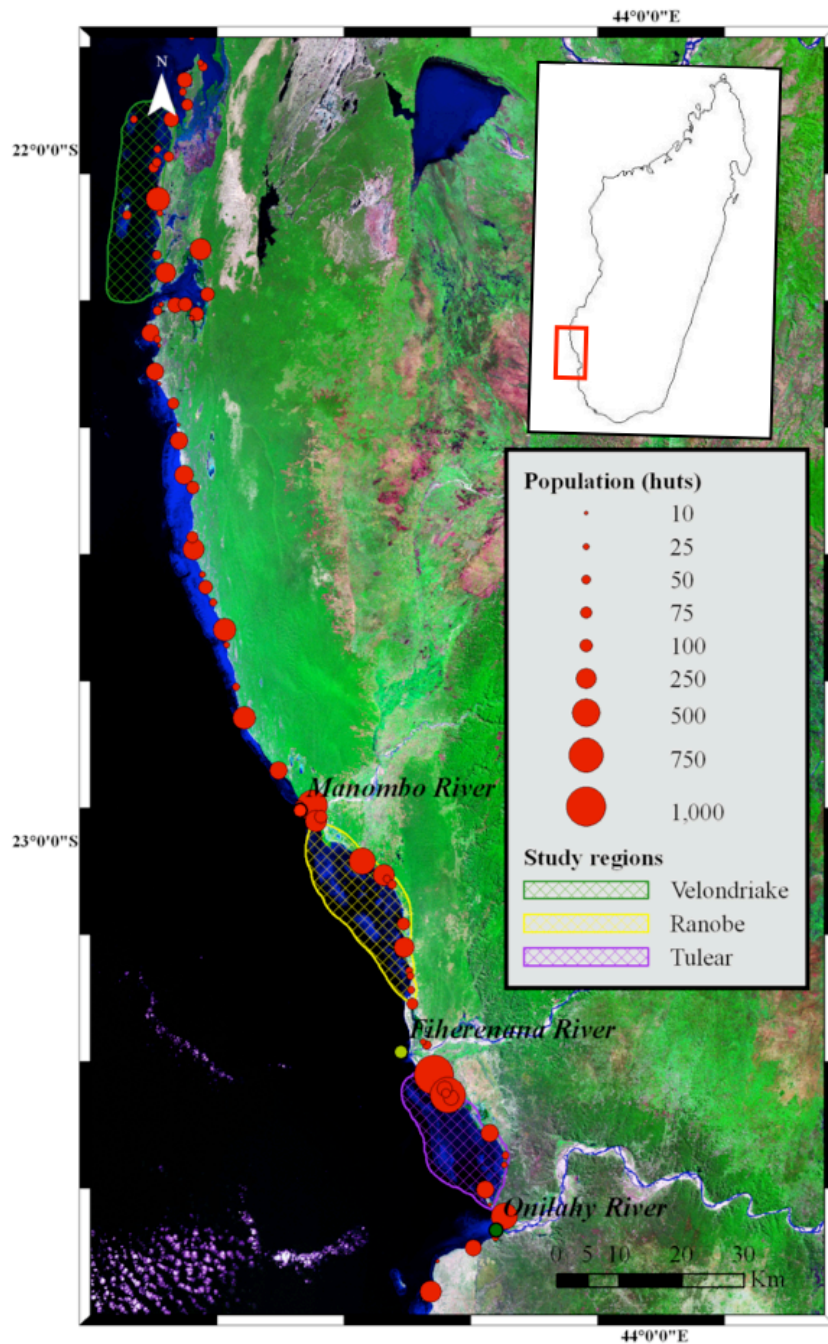 44°0'0"E
N
22°0'0"S
Population (huts)
10
25
50
75
100
250
500
750
1,000
Manombo River
23°0'0"S
Study regions
Velondriake
Ranobe
Tulear
Fiherenana River
Onilahy River
0 5 10 20 30
Km
44°0'0"E